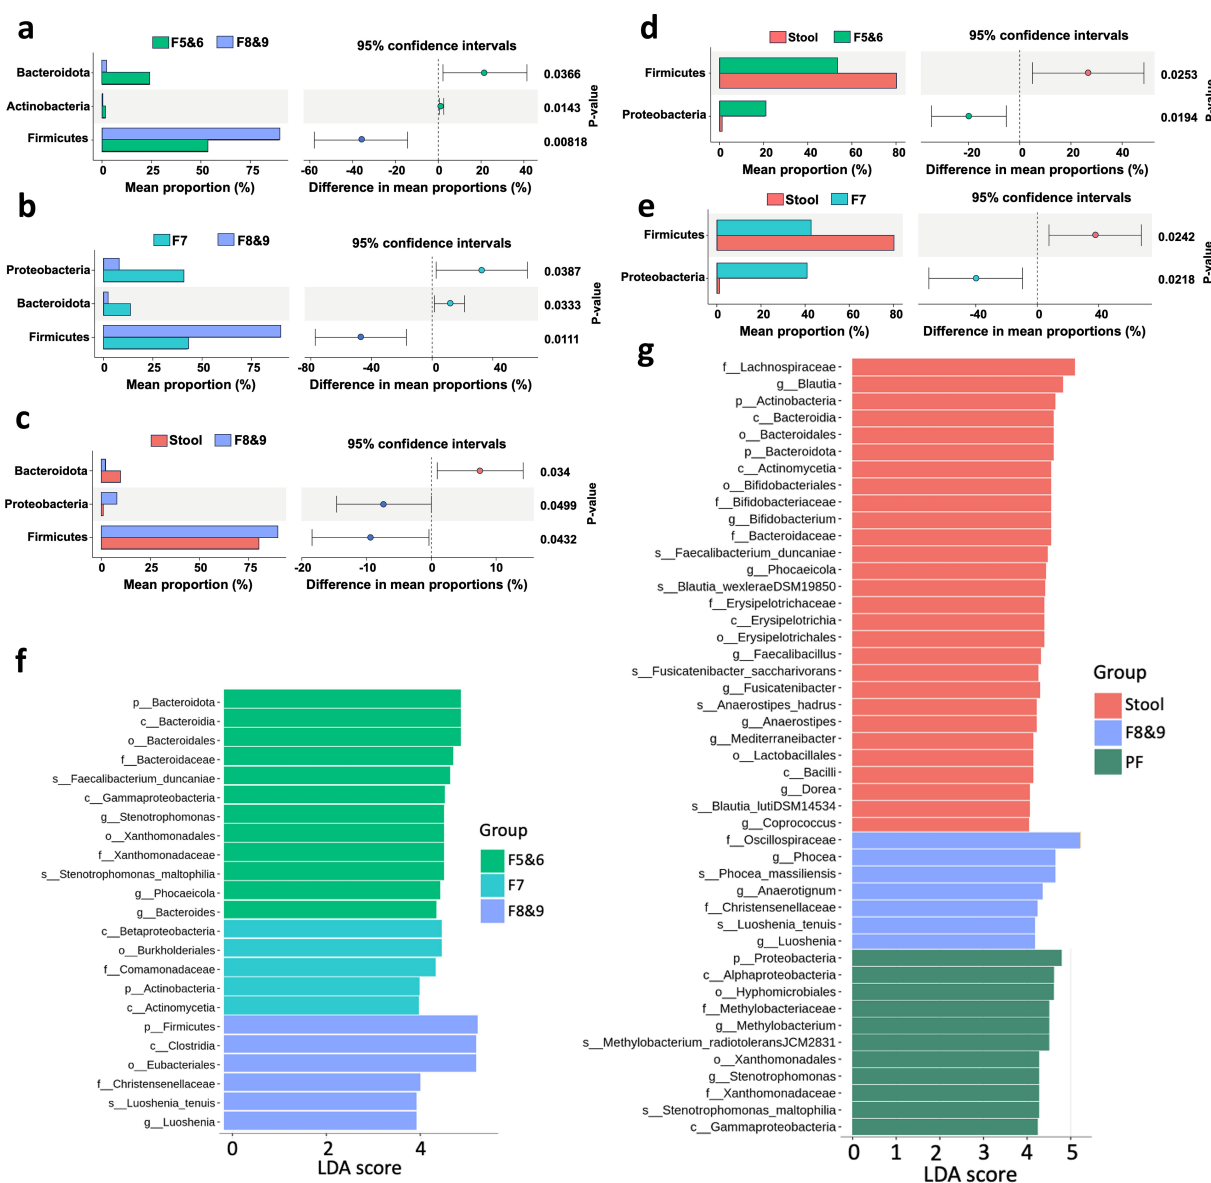 a
F5&6 F8&9
95% confidence intervals
Bacteroidota
0.0366
Actinobacteria
0.0143
Firmicutes
0.00818
P-value
0 25 50 75
-60 -40 -20 0 20 40
Mean proportion (%)
Difference in mean proportions (%)
b
F7 F8&9
95% confidence intervals
Proteobacteria
0.0387
Bacteroidota
0.0333
Firmicutes
0.0111
P-value
0 25 50 75
-80 -40 0 40
Mean proportion (%)
Difference in mean proportions (%)
c
Stool F8&9
95% confidence intervals
Bacteroidota
0.034
Proteobacteria
0.0499
Firmicutes
0.0432
P-value
0 25 50 75
-20 -10 0 10
Mean proportion (%)
Difference in mean proportions (%)
d
Stool F5&6
95% confidence intervals
Firmicutes
0.0253
Proteobacteria
0.0194
P-value
0 20 40 60 80
-20 0 20 40
Mean proportion (%)
Difference in mean proportions (%)
e
Stool F7
95% confidence intervals
Firmicutes
0.0242
Proteobacteria
0.0218
P-value
0 20 40 60 80
-40 0 40
Mean proportion (%)
Difference in mean proportions (%)
f
p__Bacteroidota
c__Bacteroidia
o__Bacteroidales
f__Bacteroidaceae
s__Faecalibacterium_duncaniae
c__Gammaproteobacteria
g__Stenotrophomonas
o__Xanthomonadales
f__Xanthomonadaceae
s__Stenotrophomonas_maltophilia
g__Phocaeicola
g__Bacteroides
c__Betaproteobacteria
o__Burkholderiales
f__Comamonadaceae
p__Actinobacteria
c__Actinomycetia
p__Firmicutes
c__Clostridia
o__Eubacteriales
f__Christensenellaceae
s__Luoshenia_tenuis
g__Luoshenia
0 2 4
LDA score
Group
F5&6
F7
F8&9
g
f__Lachnospiraceae
g__Blautia
p__Actinobacteria
c__Bacteroidia
o__Bacteroidales
p__Bacteroidota
c__Actinomycetia
o__Bifidobacteriales
f__Bifidobacteriaceae
g__Bifidobacterium
f__Bacteroidaceae
s__Faecalibacterium_duncaniae
g__Phocaeicola
s__Blautia_wexleraeDSM19850
f__Erysipelotrichaceae
c__Erysipelotrichia
o__Erysipelotrichales
g__Faecalibacillus
s__Fusicatenibacter_saccharivorans
g__Fusicatenibacter
s__Anaerostipes_hadrus
g__Anaerostipes
g__Mediterraneibacter
o__Lactobacillales
c__Bacilli
g__Dorea
s__Blautia_lutiDSM14534
g__Coprococcus
f__Oscillospiraceae
g__Phocea
s__Phocea_massiliensis
g__Anaerotignum
f__Christensenellaceae
s__Luoshenia_tenuis
g__Luoshenia
p__Proteobacteria
c__Alphaproteobacteria
o__Hyphomicrobiales
f__Methylobacteriaceae
g__Methylobacterium
s__Methylobacterium_radiotoleransJCM2831
o__Xanthomonadales
g__Stenotrophomonas
f__Xanthomonadaceae
s__Stenotrophomonas_maltophilia
c__Gammaproteobacteria
0 1 2 3 4 5
LDA score
Group
Stool
F8&9
PF